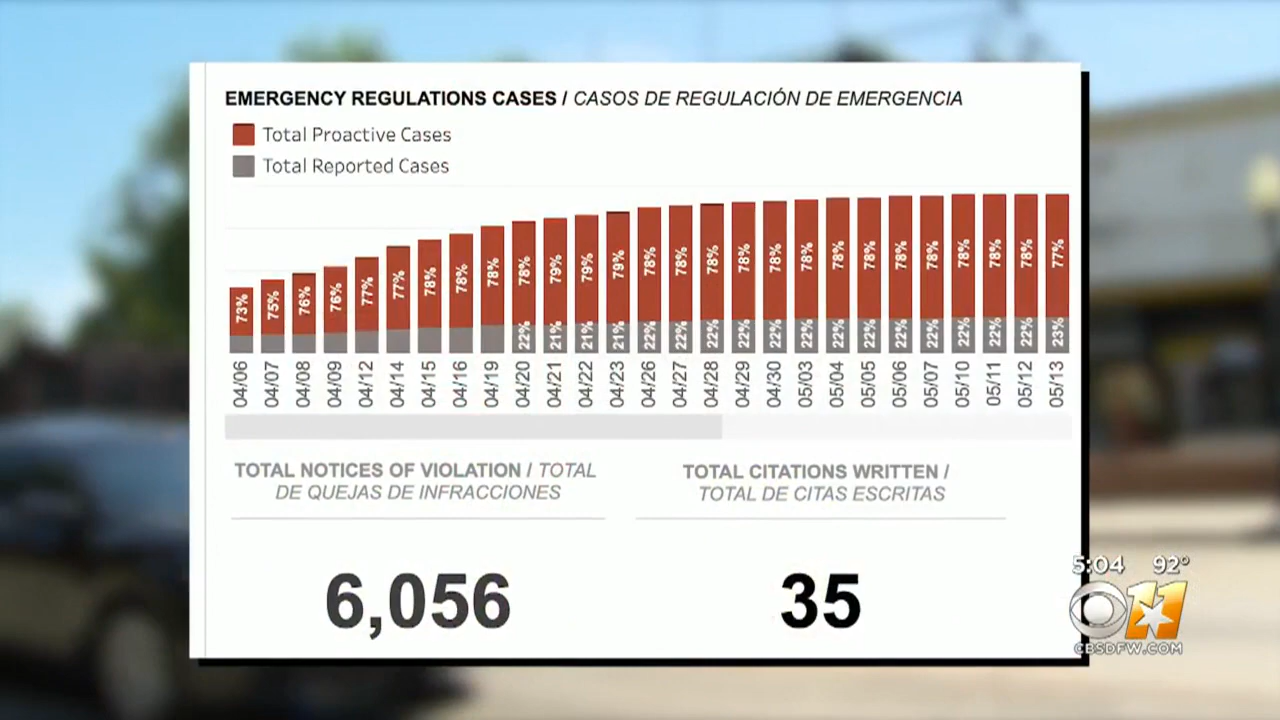 EMERGENCY REGULATIONS CASES / CASOS DE REGULACIÓN DE EMERGENCIA
Total Proactive Cases
Total Reported Cases
73% 75% 76% 76% 77% 77% 78% 78% 78% 78% 79% 79% 79% 78% 78% 78% 78% 78% 78% 78% 78% 78% 78% 78% 78% 78% 77%
22% 21% 21% 21% 22% 22% 22% 22% 22% 22% 22% 22% 22% 22% 22% 22% 22% 23%
04/06 04/07 04/08 04/09 04/12 04/14 04/15 04/16 04/19 04/20 04/21 04/22 04/23 04/26 04/27 04/28 04/29 04/30 05/03 05/04 05/05 05/06 05/07 05/10 05/11 05/12 05/13
TOTAL NOTICES OF VIOLATION / TOTAL
DE QUEJAS DE INFRACCIONES
TOTAL CITATIONS WRITTEN /
TOTAL DE CITAS ESCRITAS
6,056
35
5:04 92°
11
CBSDFW.COM